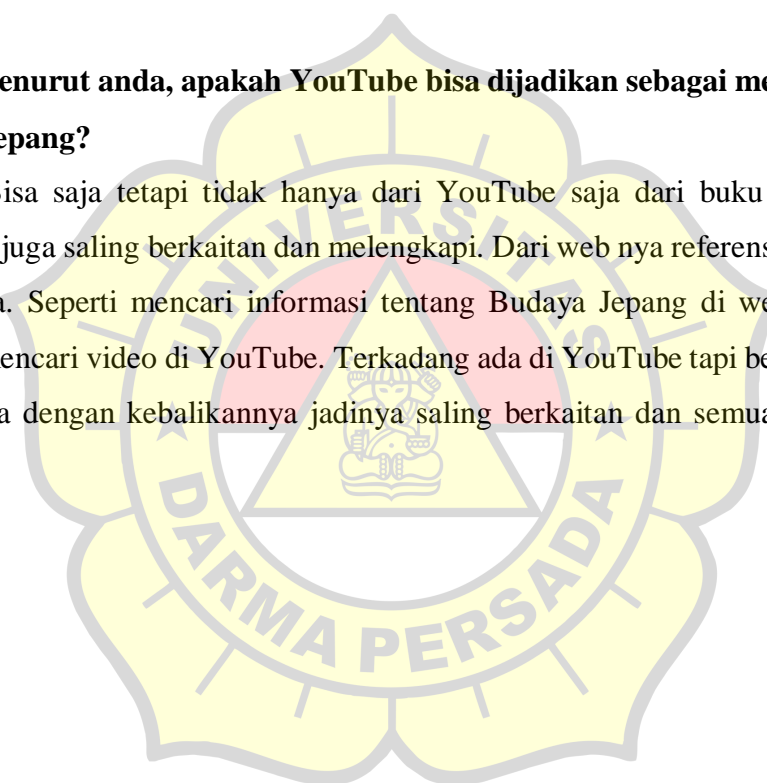 enurut anda, apakah YouTube bisa dijadikan sebagai me
epang?
Bisa saja tetapi tidak hanya dari YouTube saja dari buku
juga saling berkaitan dan melengkapi. Dari web nya referens
a. Seperti mencari informasi tentang Budaya Jepang di we
encari video di YouTube. Terkadang ada di YouTube tapi be
a dengan kebalikannya jadinya saling berkaitan dan semua
UNIVERSITAS
DARMA PERSADA